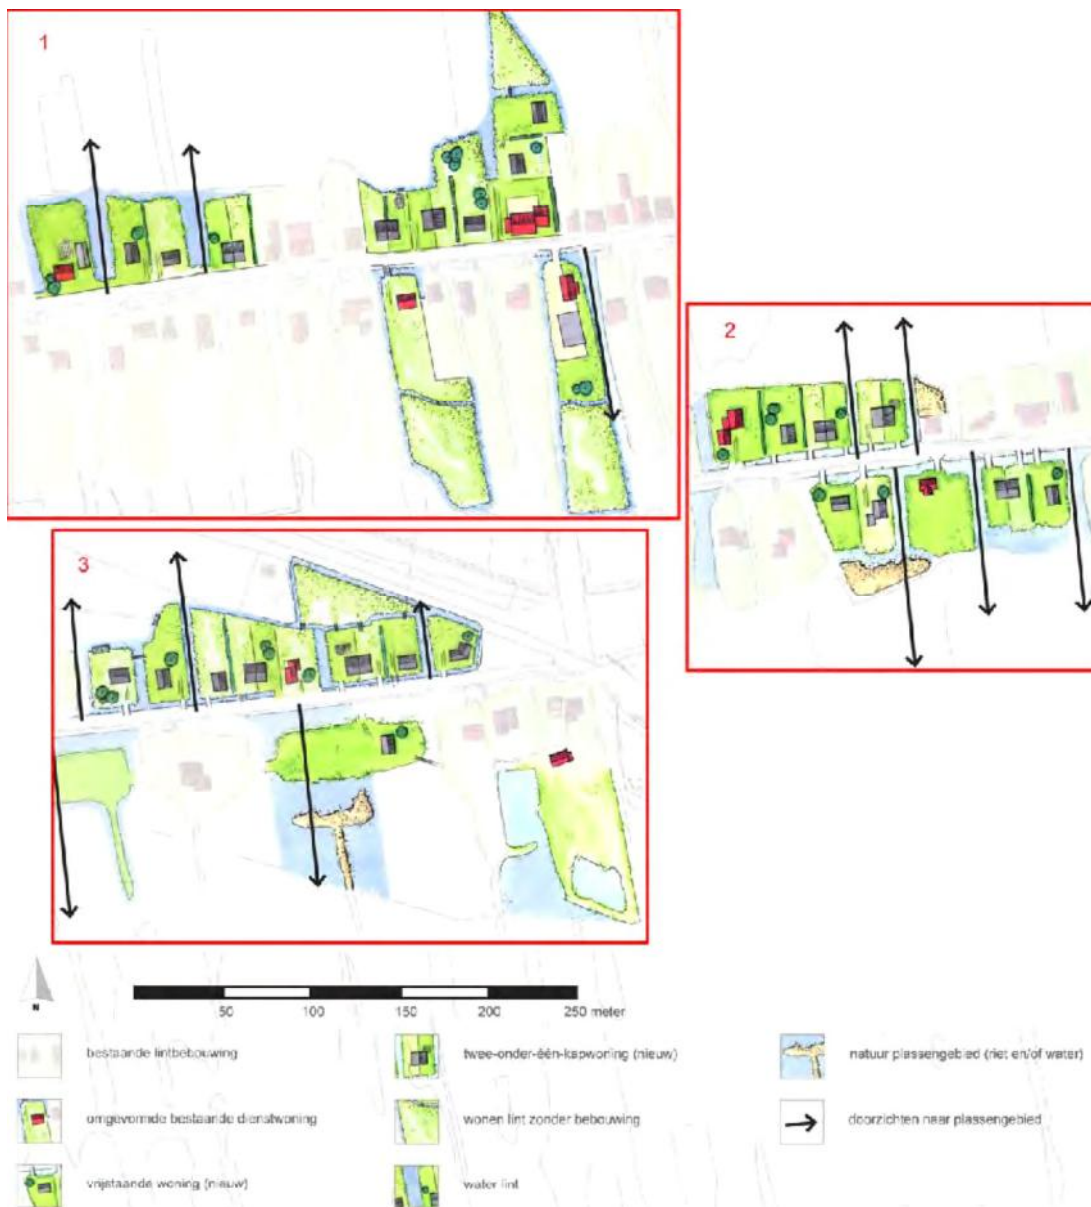 1
2
3
N
50 100 150 200 250 meter
bestaande lintbebouwing
omgevormde bestaande dienstwoning
vrijstaande woning (nieuw)
twee-onder-één-kapwoning (nieuw)
wonen lint zonder bebouwing
water lint
natuur plassengebied (riet en/of water)
doorzichten naar plassengebied